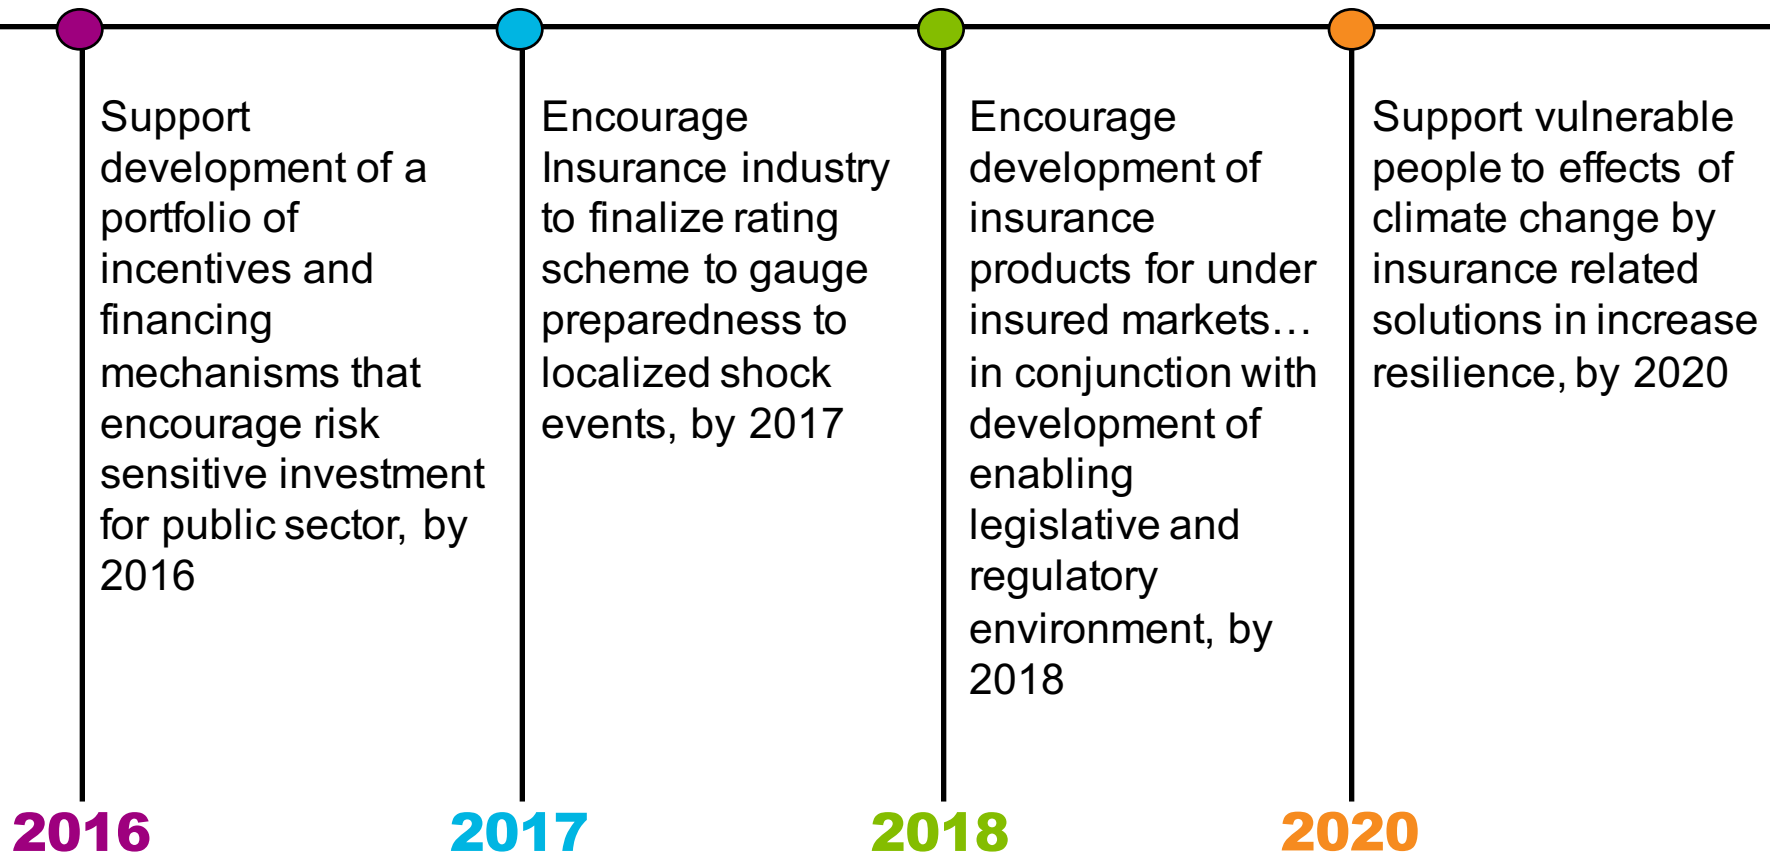 Support
development of a
portfolio of
incentives and
financing
mechanisms that
encourage risk
sensitive investment
for public sector, by
2016
Encourage
Insurance industry
to finalize rating
scheme to gauge
preparedness to
localized shock
events, by 2017
Encourage
development of
insurance
products for under
insured markets…
in conjunction with
development of
enabling
legislative and
regulatory
environment, by
2018
Support vulnerable
people to effects of
climate change by
insurance related
solutions in increase
resilience, by 2020
2016
2017
2018
2020